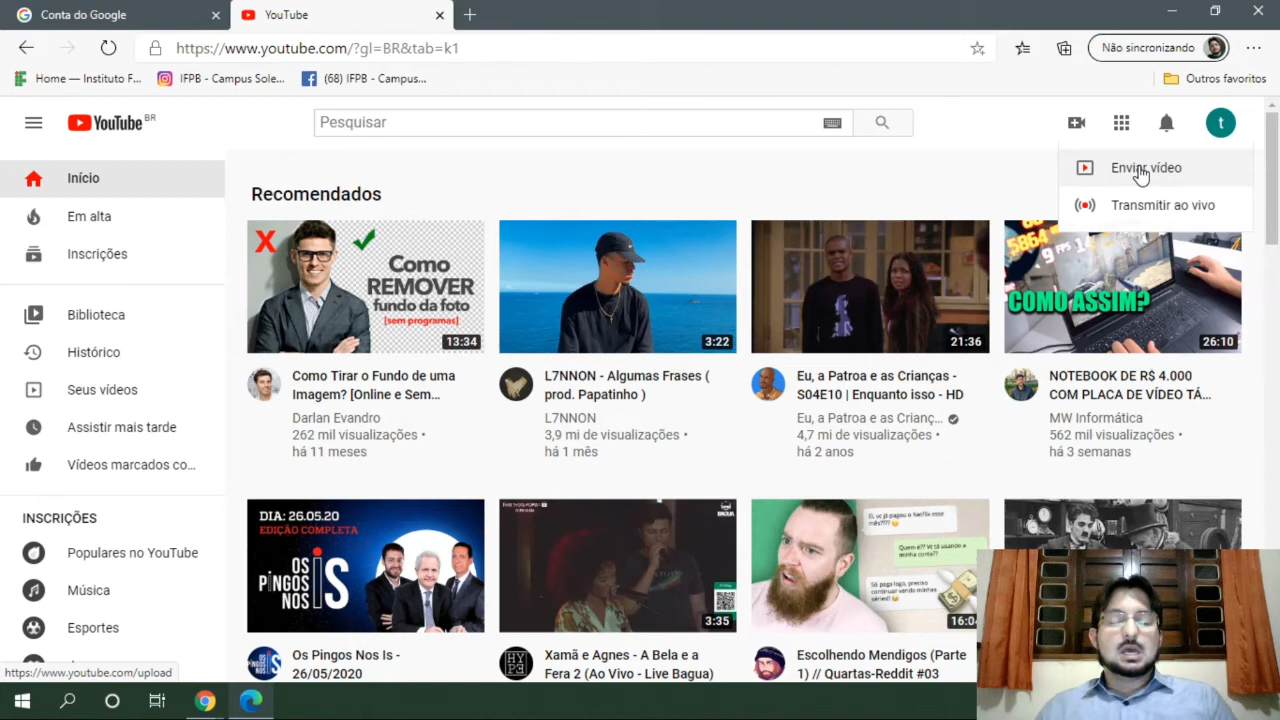 Conta do Google
YouTube
https://www.youtube.com/?gl=BR&tab=k1
Não sincronizando
Home — Instituto F...
IFPB - Campus Sole...
(68) IFPB - Campus...
Outros favoritos
YouTube BR
Pesquisar
t
Enviar vídeo
Transmitir ao vivo
Início
Em alta
Inscrições
Biblioteca
Histórico
Seus vídeos
Assistir mais tarde
Vídeos marcados co...
INSCRIÇÕES
Populares no YouTube
Música
Esportes
Recomendados
X
Como
REMOVER
fundo da foto
[sem programas]
13:34
Como Tirar o Fundo de uma
Imagem? [Online e Sem...
Darlan Evandro
262 mil visualizações •
há 11 meses
3:22
L7NNON - Algumas Frases (
prod. Papatinho )
L7NNON
3,9 mi de visualizações •
há 1 mês
21:36
Eu, a Patroa e as Crianças -
S04E10 | Enquanto isso - HD
Eu, a Patroa e as Crianç...
4,7 mi de visualizações •
há 2 anos
5864
9 FPS
COMO ASSIM?
26:10
NOTEBOOK DE R$ 4.000
COM PLACA DE VÍDEO TÁ...
MW Informática
562 mil visualizações •
há 3 semanas
DIA: 26.05.20
EDIÇÃO COMPLETA
OS
PINGOS
NOS
IS
Os Pingos Nos Is -
26/05/2020
3:35
HYPE
Xamã e Agnes - A Bela e a
Fera 2 (Ao Vivo - Live Bagua)
16:04
Escolhendo Mendigos (Parte
1) // Quartas-Reddit #03
https://www.youtube.com/upload